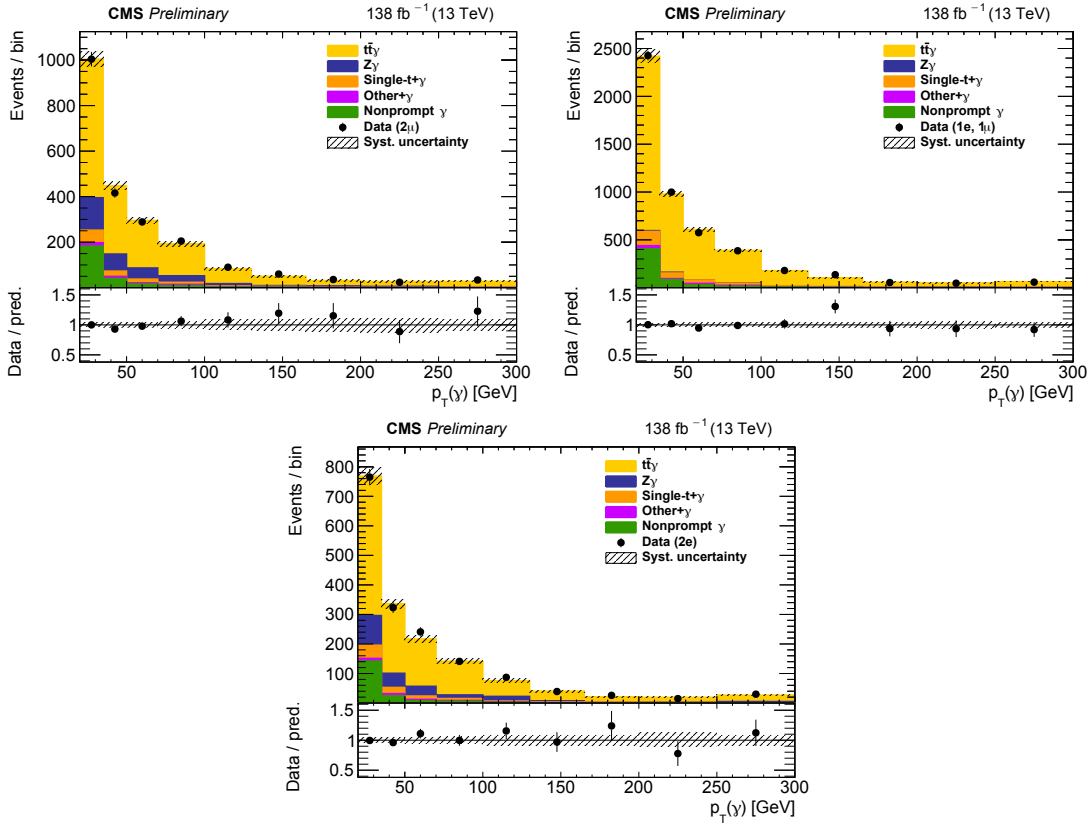 CMS Preliminary 138 fb⁻¹ (13 TeV)
Events / bin
1000
800
600
400
200
tt̄γ
Zγ
Single-t+γ
Other+γ
Nonprompt γ
Data (2μ)
Syst. uncertainty
Data / pred.
1.5
1
0.5
50 100 150 200 250 300
p_T(γ) [GeV]
CMS Preliminary 138 fb⁻¹ (13 TeV)
Events / bin
2500
2000
1500
1000
500
tt̄γ
Zγ
Single-t+γ
Other+γ
Nonprompt γ
Data (1e, 1μ)
Syst. uncertainty
Data / pred.
1.5
1
0.5
50 100 150 200 250 300
p_T(γ) [GeV]
CMS Preliminary 138 fb⁻¹ (13 TeV)
Events / bin
800
700
600
500
400
300
200
100
tt̄γ
Zγ
Single-t+γ
Other+γ
Nonprompt γ
Data (2e)
Syst. uncertainty
Data / pred.
1.5
1
0.5
50 100 150 200 250 300
p_T(γ) [GeV]